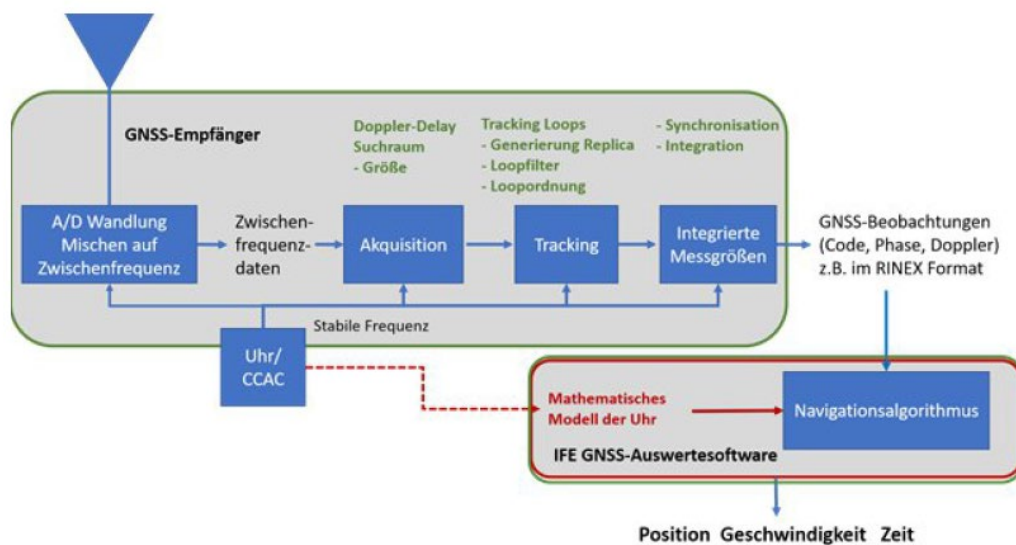 GNSS-Empfänger
Doppler-Delay
Suchraum
- Größe
Tracking Loops
- Generierung Replica
- Loopfilter
- Loopordnung
- Synchronisation
- Integration
A/D Wandlung
Mischen auf
Zwischenfrequenz
Zwischen-
frequenz-
daten
Akquisition
Tracking
Integrierte
Messgrößen
GNSS-Beobachtungen
(Code, Phase, Doppler)
z.B. im RINEX Format
Stabile Frequenz
Uhr/
CCAC
Mathematisches
Modell der Uhr
Navigationsalgorithmus
IFE GNSS-Auswertesoftware
Position Geschwindigkeit Zeit